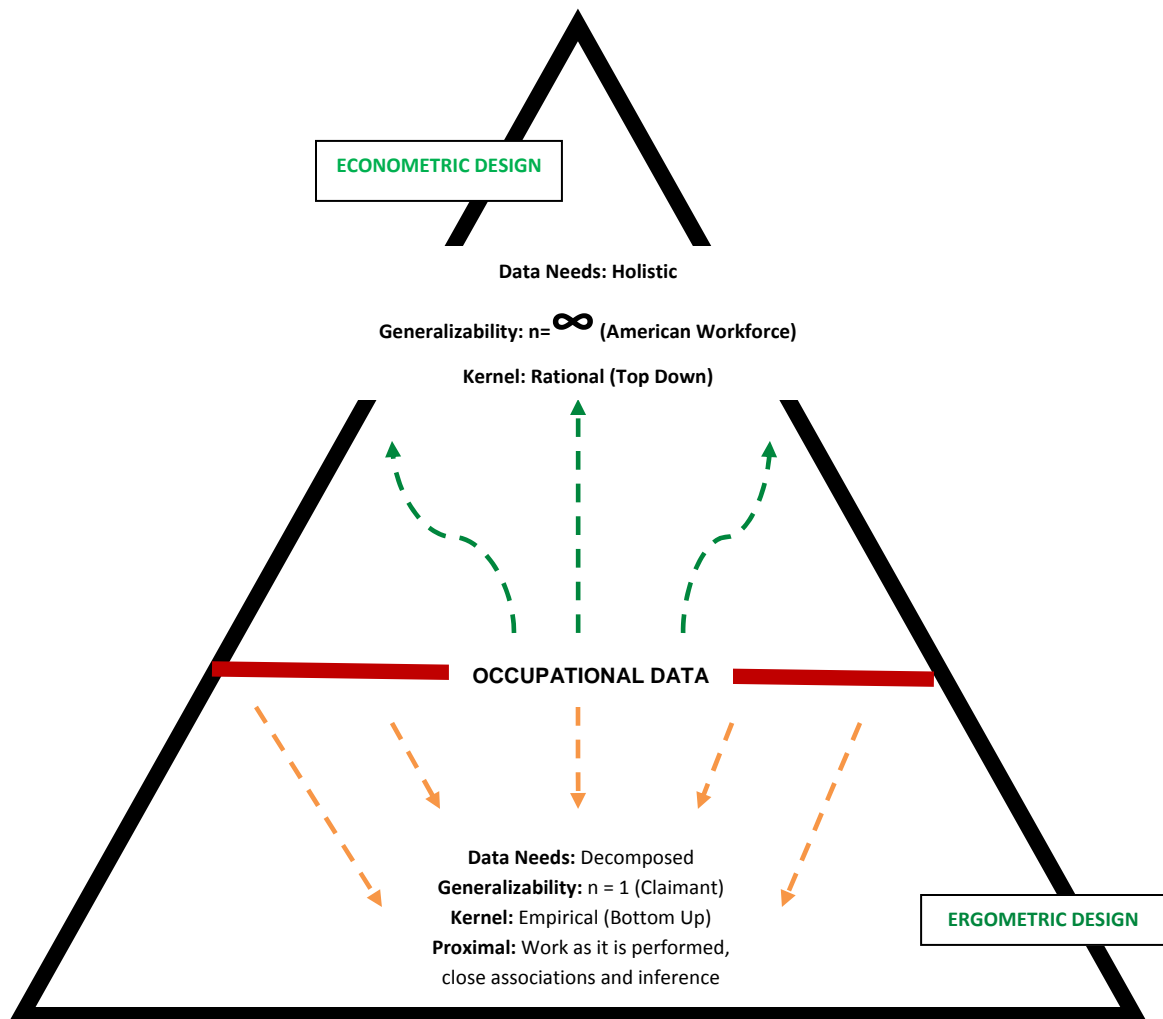 ECONOMETRIC DESIGN
Data Needs: Holistic
Generalizability: n=∞ (American Workforce)
Kernel: Rational (Top Down)
OCCUPATIONAL DATA
Data Needs: Decomposed
Generalizability: n = 1 (Claimant)
Kernel: Empirical (Bottom Up)
Proximal: Work as it is performed,
close associations and inference
ERGOMETRIC DESIGN